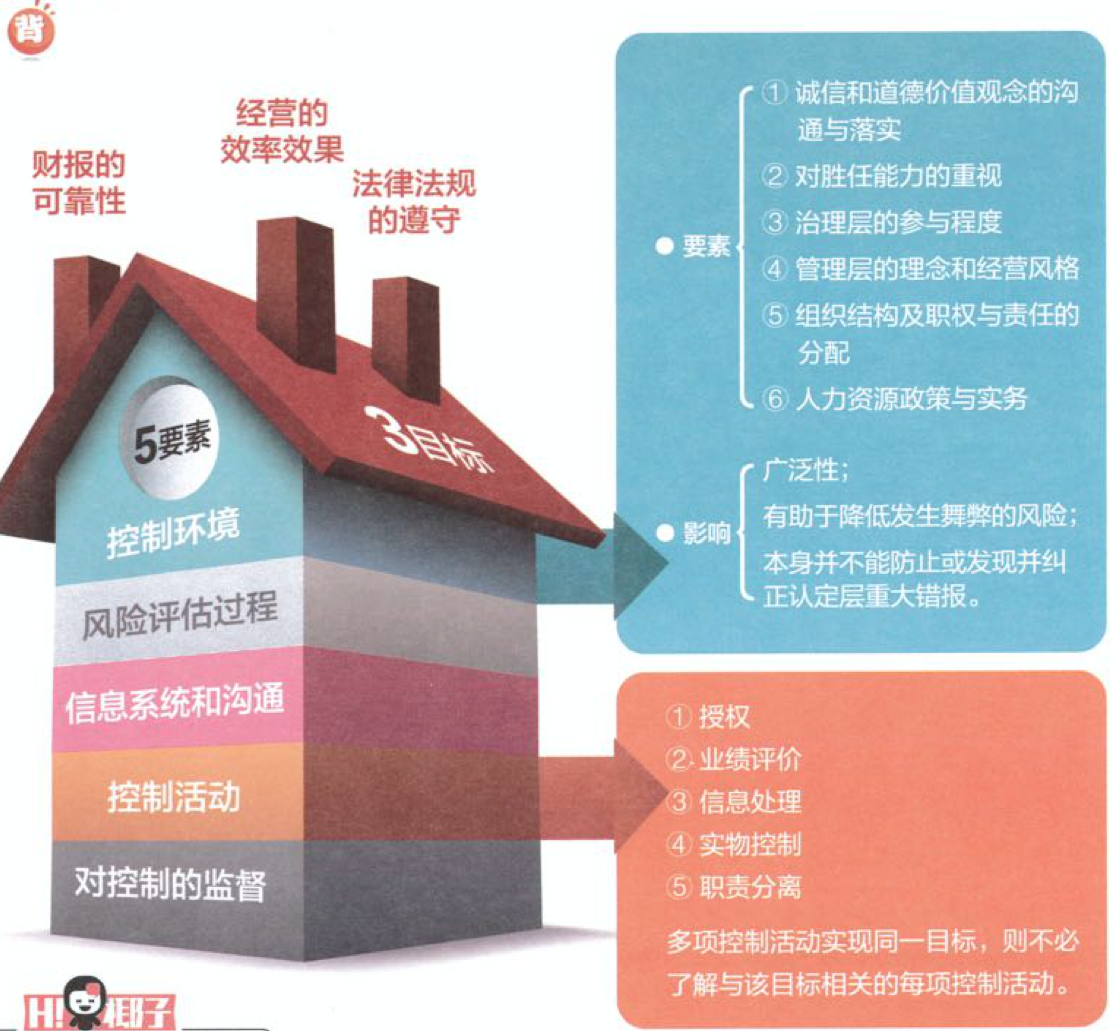 背
财报的
可靠性
经营的
效率效果
法律法规
的遵守
3目标
5要素
控制环境
风险评估过程
信息系统和沟通
控制活动
对控制的监督
● 要素
① 诚信和道德价值观念的沟
通与落实
② 对胜任能力的重视
③ 治理层的参与程度
④ 管理层的理念和经营风格
⑤ 组织结构及职权与责任的
分配
⑥ 人力资源政策与实务
● 影响
广泛性；
有助于降低发生舞弊的风险；
本身并不能防止或发现并纠
正认定层重大错报。
① 授权
② 业绩评价
③ 信息处理
④ 实物控制
⑤ 职责分离
多项控制活动实现同一目标，则不必
了解与该目标相关的每项控制活动。
H!椰子